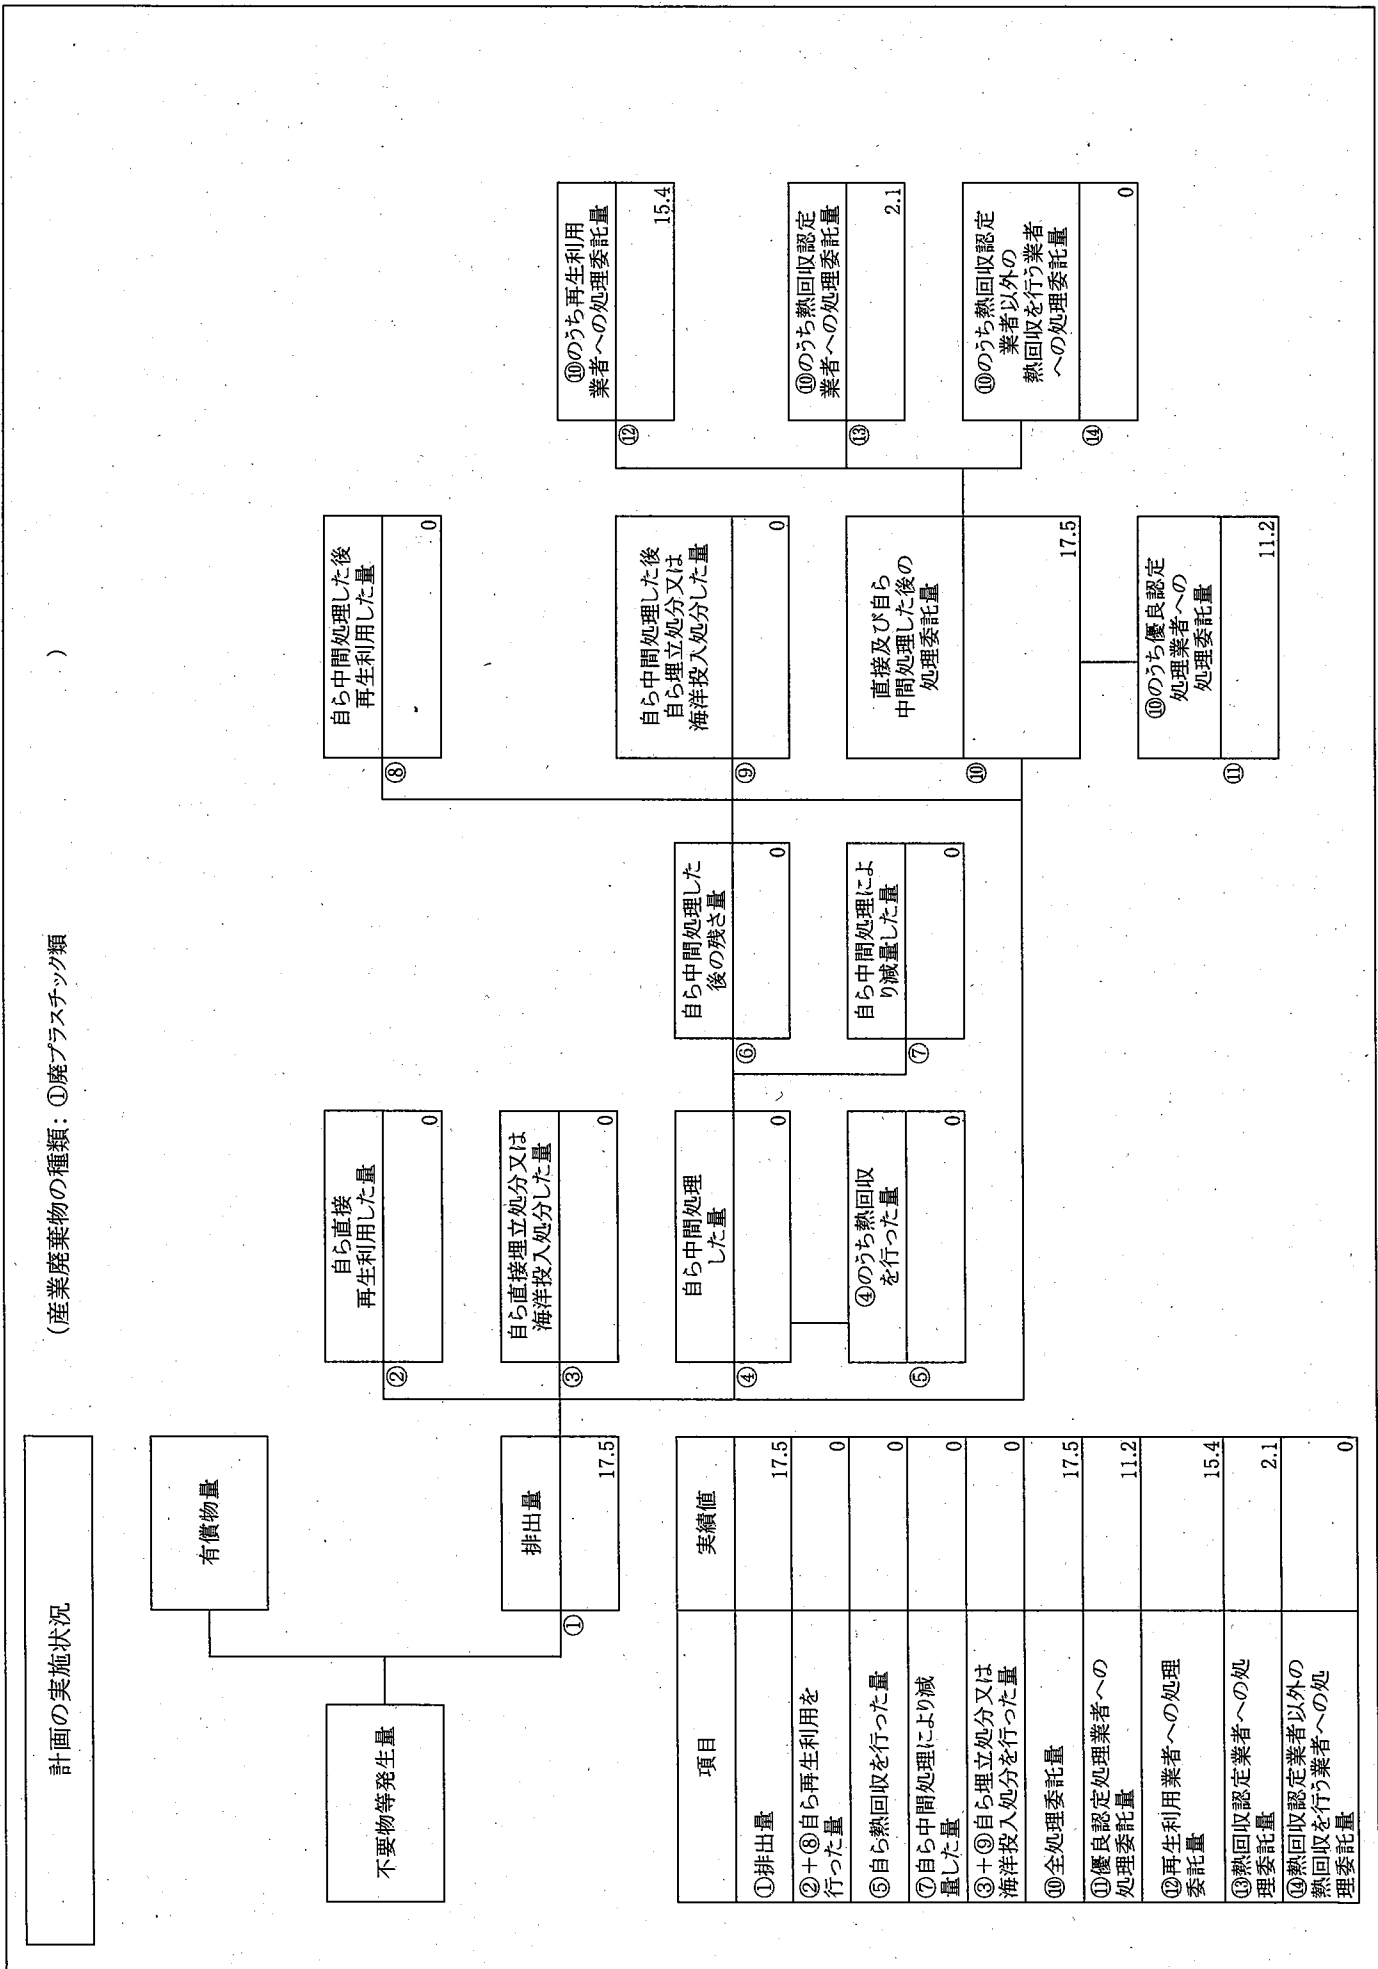 計画の実施状況
(産業廃棄物の種類：①廃プラスチック類
)
不要物等発生量
有償物量
①
排出量
17.5
②
自ら直接
再生利用した量
0
③
自ら直接埋立処分又は
海洋投入処分した量
0
④
自ら中間処理
した量
0
⑤
④のうち熱回収
を行った量
0
⑥
自ら中間処理した
後の残さ量
0
⑦
自ら中間処理によ
り減量した量
0
⑧
自ら中間処理した後
再生利用した量
0
⑨
自ら中間処理した後
自ら埋立処分又は
海洋投入処分した量
0
⑩
直接及び自ら
中間処理した後の
処理委託量
17.5
⑪
⑩のうち優良認定
処理業者への
処理委託量
11.2
⑫
⑩のうち再生利用
業者への処理委託量
15.4
⑬
⑩のうち熱回収認定
業者への処理委託量
2.1
⑭
⑩のうち熱回収認定
業者以外の
熱回収を行う業者
への処理委託量
0
項目
実績値
①排出量
17.5
②＋⑧自ら再生利用を
行った量
0
⑤自ら熱回収を行った量
0
⑦自ら中間処理により減
量した量
0
③＋⑨自ら埋立処分又は
海洋投入処分を行った量
0
⑩全処理委託量
17.5
⑪優良認定処理業者への
処理委託量
11.2
⑫再生利用業者への処理
委託量
15.4
⑬熱回収認定業者への処
理委託量
2.1
⑭熱回収認定業者以外の
熱回収を行う業者への処
理委託量
0